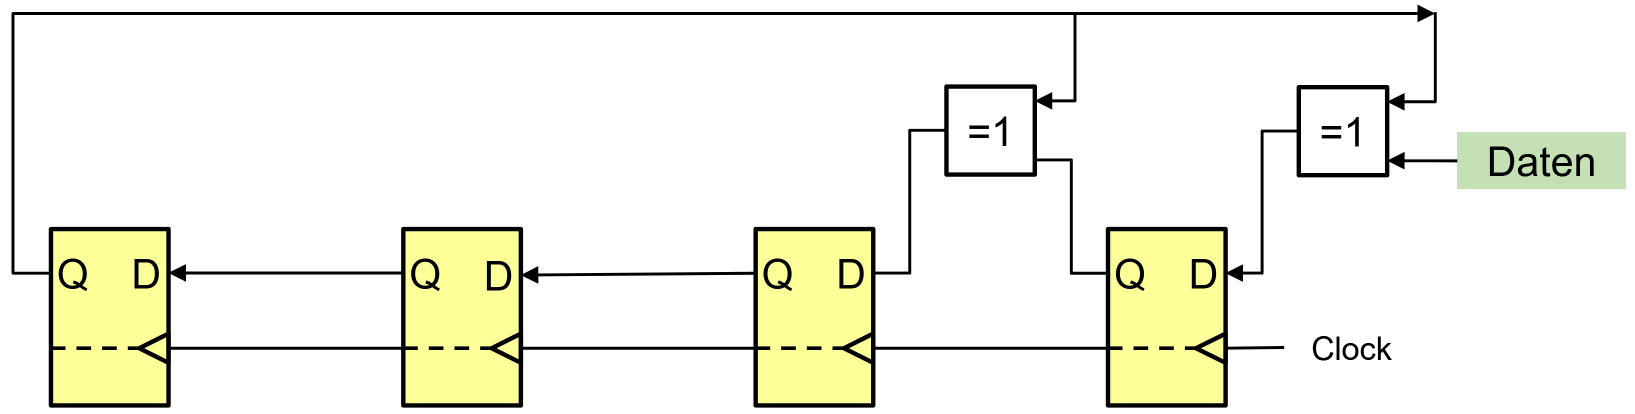 =1
=1
Daten
Q D
Q D
Q D
Q D
Clock